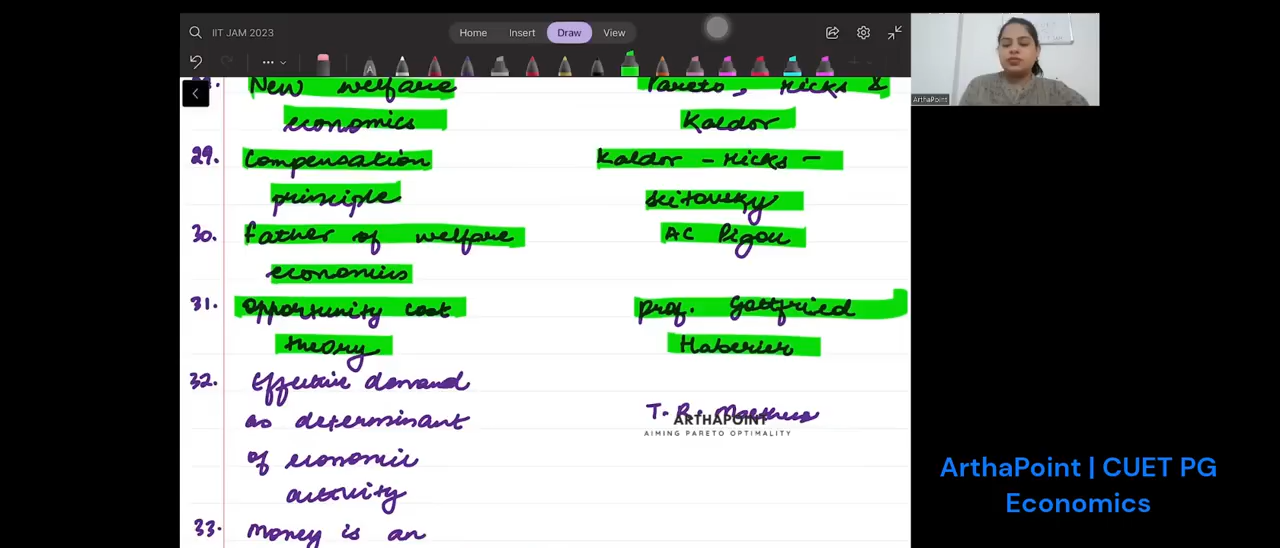 IIT JAM 2023
Home Insert Draw View
New welfare Pareto, Hicks &
economics Kaldor
29. Compensation Kaldor - Hicks -
principle Scitovsky
30. Father of welfare AC Pigou
economics
31. Opportunity cost Prof. Gottfried
theory Haberler
32. Effective demand
as determinant T. R. Malthus
of economic
activity
33. Money is an
ARTHAPOINT
AIMING PARETO OPTIMALITY
ArthaPoint
ArthaPoint | CUET PG
Economics